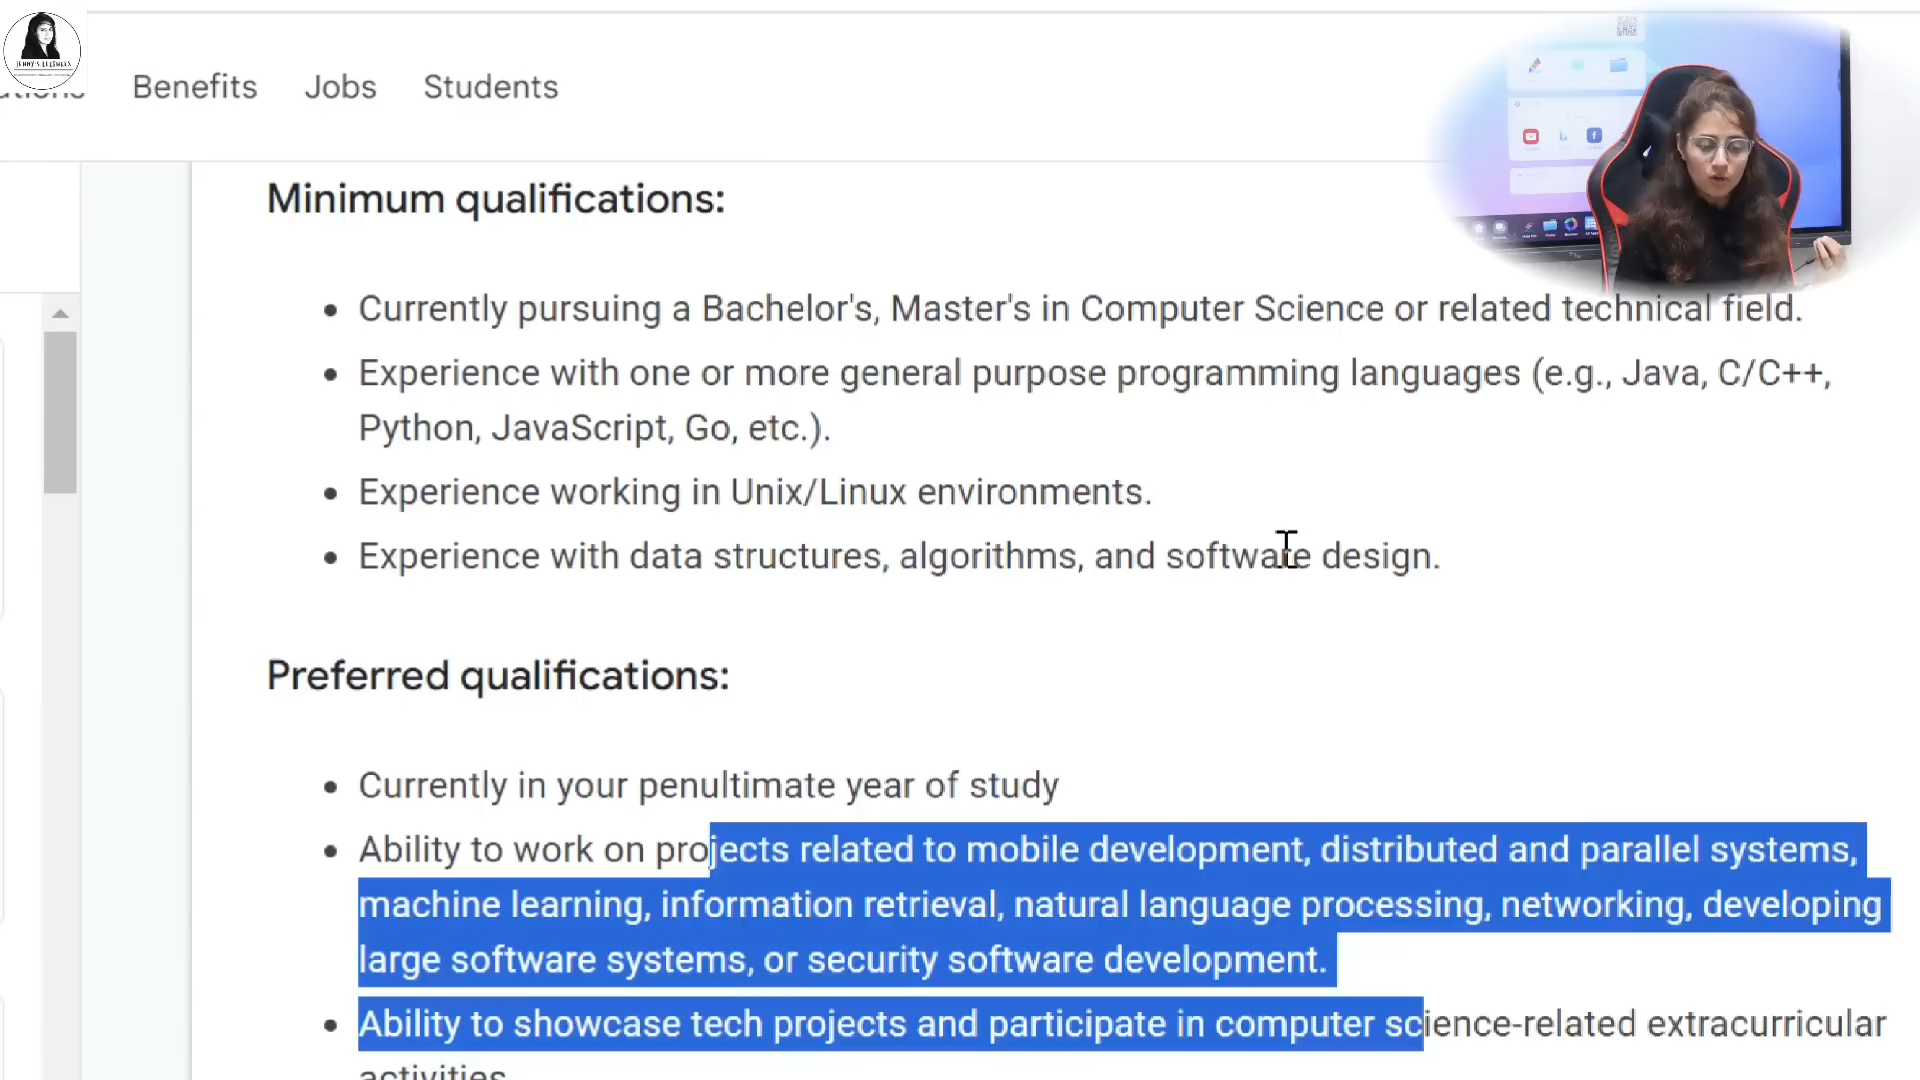 JENNY'S LECTURES
Benefits Jobs Students
Minimum qualifications:
Currently pursuing a Bachelor's, Master's in Computer Science or related technical field.
Experience with one or more general purpose programming languages (e.g., Java, C/C++,
Python, JavaScript, Go, etc.).
Experience working in Unix/Linux environments.
Experience with data structures, algorithms, and software design.
Preferred qualifications:
Currently in your penultimate year of study
Ability to work on projects related to mobile development, distributed and parallel systems,
machine learning, information retrieval, natural language processing, networking, developing
large software systems, or security software development.
Ability to showcase tech projects and participate in computer science-related extracurricular
activities